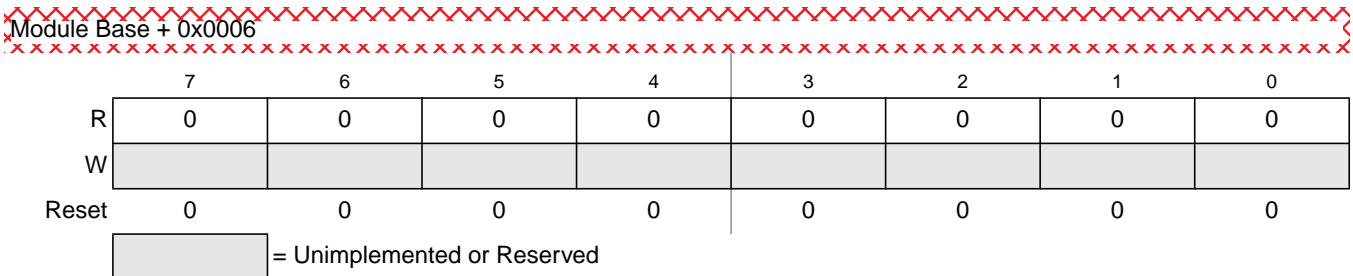 Module Base + 0x0006
7 6 5 4 3 2 1 0
R 0 0 0 0 0 0 0 0
W
Reset 0 0 0 0 0 0 0 0
= Unimplemented or Reserved